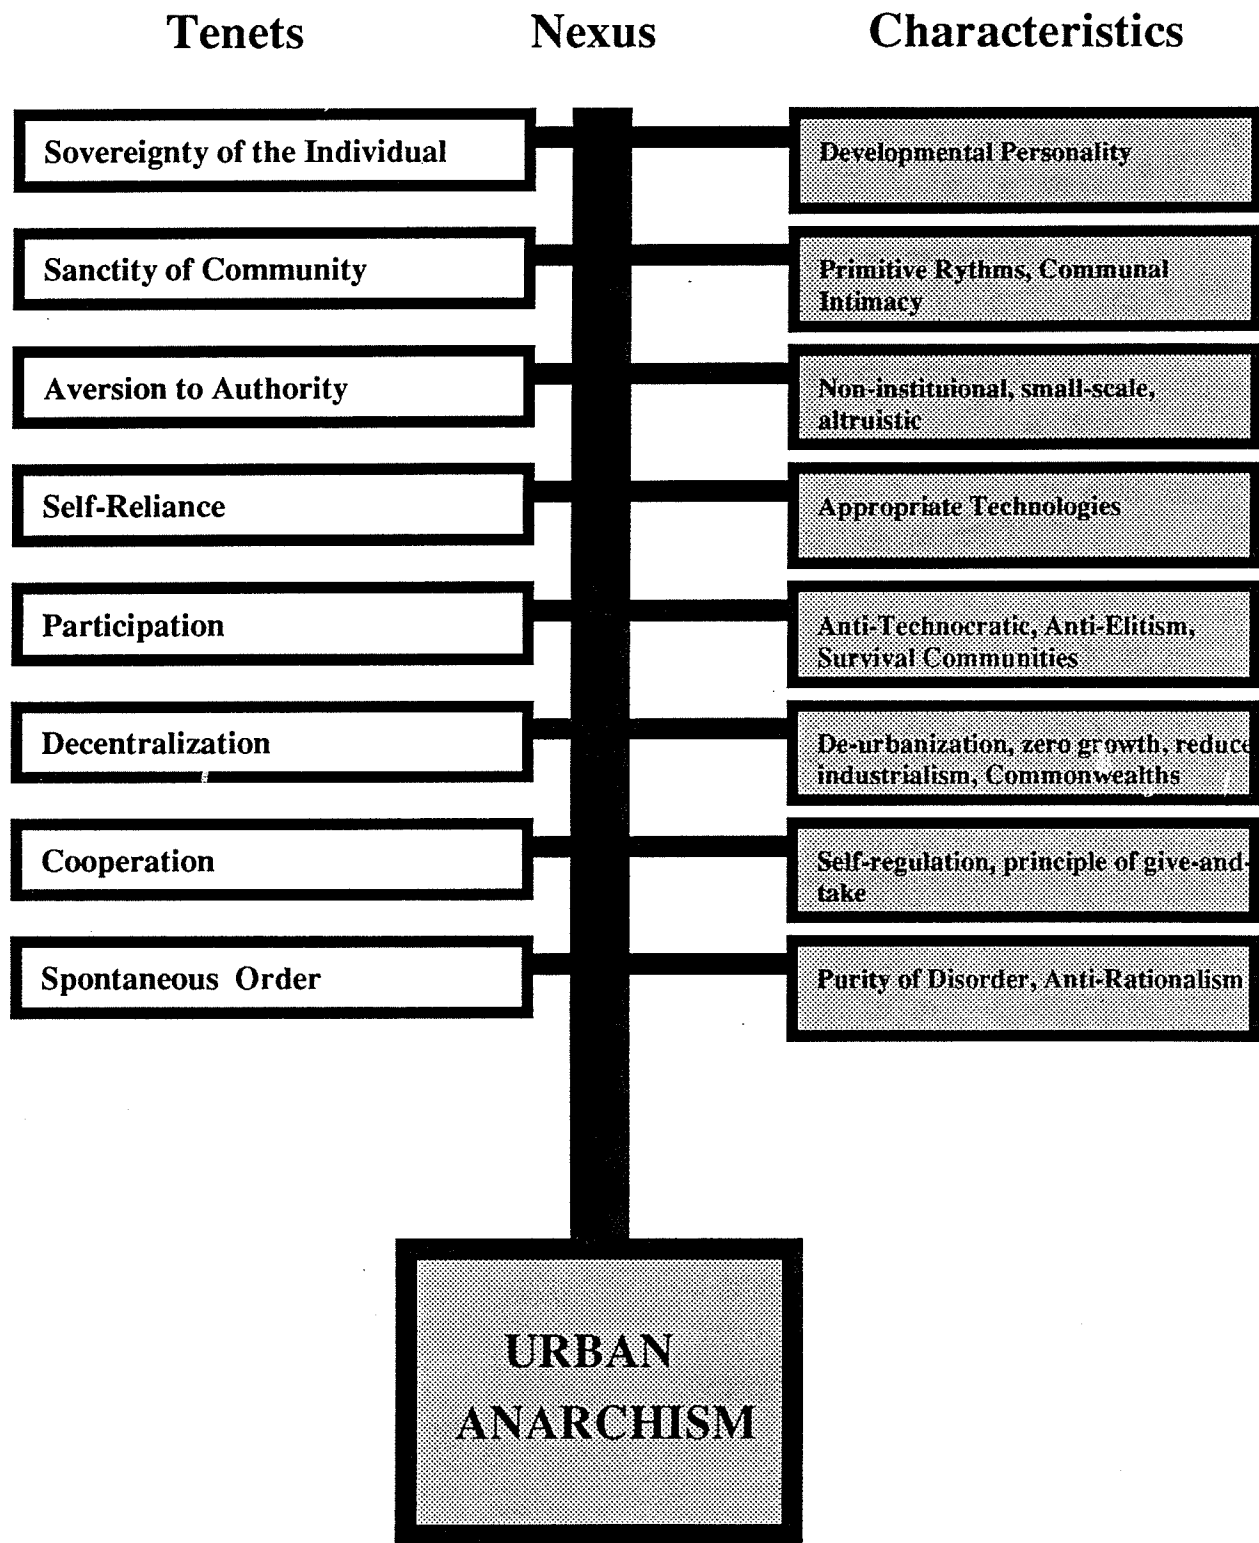 Tenets Nexus Characteristics
Sovereignty of the Individual
Developmental Personality
Sanctity of Community
Primitive Rythms, Communal
Intimacy
Aversion to Authority
Non-instituional, small-scale,
altruistic
Self-Reliance
Appropriate Technologies
Participation
Anti-Technocratic, Anti-Elitism,
Survival Communities
Decentralization
De-urbanization, zero growth, reduce
industrialism, Commonwealths
Cooperation
Self-regulation, principle of give-and-
take
Spontaneous Order
Purity of Disorder, Anti-Rationalism
URBAN
ANARCHISM